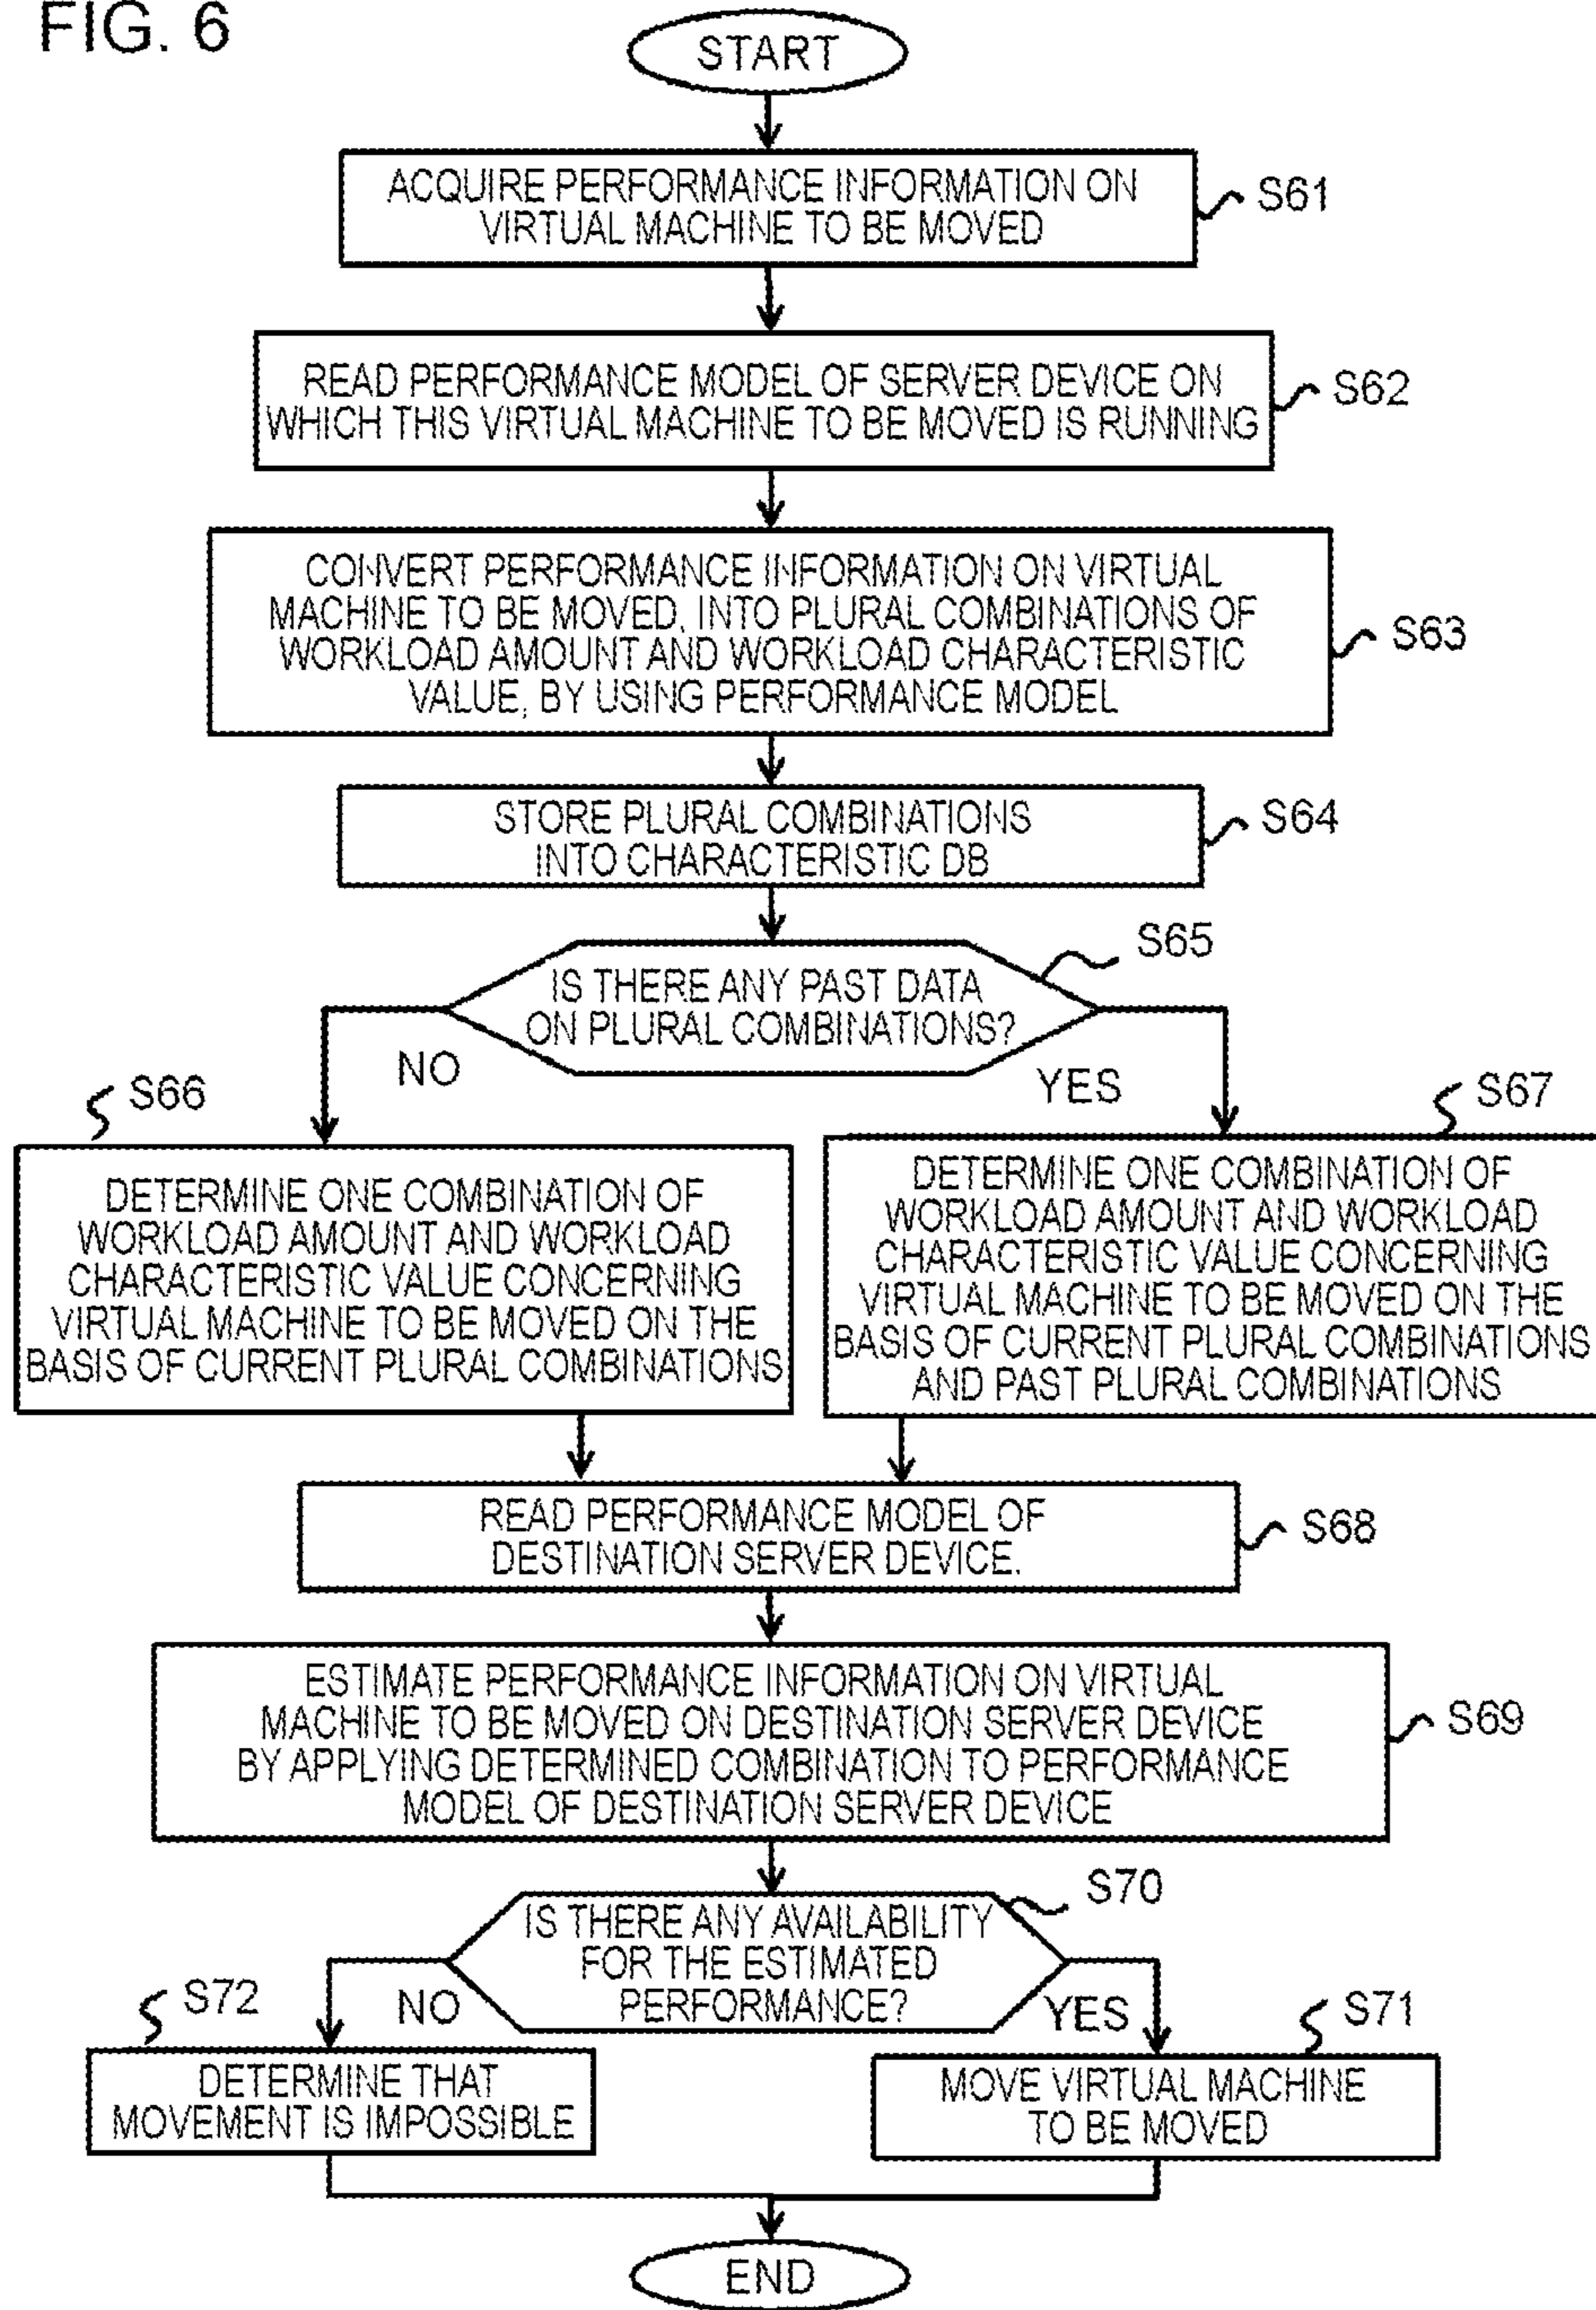 FIG. 6
START
ACQUIRE PERFORMANCE INFORMATION ON
VIRTUAL MACHINE TO BE MOVED
S61
READ PERFORMANCE MODEL OF SERVER DEVICE ON
WHICH THIS VIRTUAL MACHINE TO BE MOVED IS RUNNING
S62
CONVERT PERFORMANCE INFORMATION ON VIRTUAL
MACHINE TO BE MOVED, INTO PLURAL COMBINATIONS OF
WORKLOAD AMOUNT AND WORKLOAD CHARACTERISTIC
VALUE, BY USING PERFORMANCE MODEL
S63
STORE PLURAL COMBINATIONS
INTO CHARACTERISTIC DB
S64
S65
IS THERE ANY PAST DATA
ON PLURAL COMBINATIONS?
NO
YES
S66
DETERMINE ONE COMBINATION OF
WORKLOAD AMOUNT AND WORKLOAD
CHARACTERISTIC VALUE CONCERNING
VIRTUAL MACHINE TO BE MOVED ON THE
BASIS OF CURRENT PLURAL COMBINATIONS
S67
DETERMINE ONE COMBINATION OF
WORKLOAD AMOUNT AND WORKLOAD
CHARACTERISTIC VALUE CONCERNING
VIRTUAL MACHINE TO BE MOVED ON THE
BASIS OF CURRENT PLURAL COMBINATIONS
AND PAST PLURAL COMBINATIONS
READ PERFORMANCE MODEL OF
DESTINATION SERVER DEVICE.
S68
ESTIMATE PERFORMANCE INFORMATION ON VIRTUAL
MACHINE TO BE MOVED ON DESTINATION SERVER DEVICE
BY APPLYING DETERMINED COMBINATION TO PERFORMANCE
MODEL OF DESTINATION SERVER DEVICE
S69
S70
IS THERE ANY AVAILABILITY
FOR THE ESTIMATED
PERFORMANCE?
NO
YES
S72
DETERMINE THAT
MOVEMENT IS IMPOSSIBLE
S71
MOVE VIRTUAL MACHINE
TO BE MOVED
END